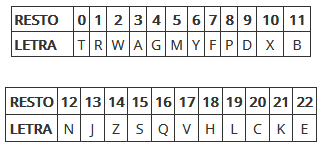 RESTO 0 1 2 3 4 5 6 7 8 9 10 11
LETRA T R W A G M Y F P D X B
RESTO 12 13 14 15 16 17 18 19 20 21 22
LETRA N J Z S Q V H L C K E